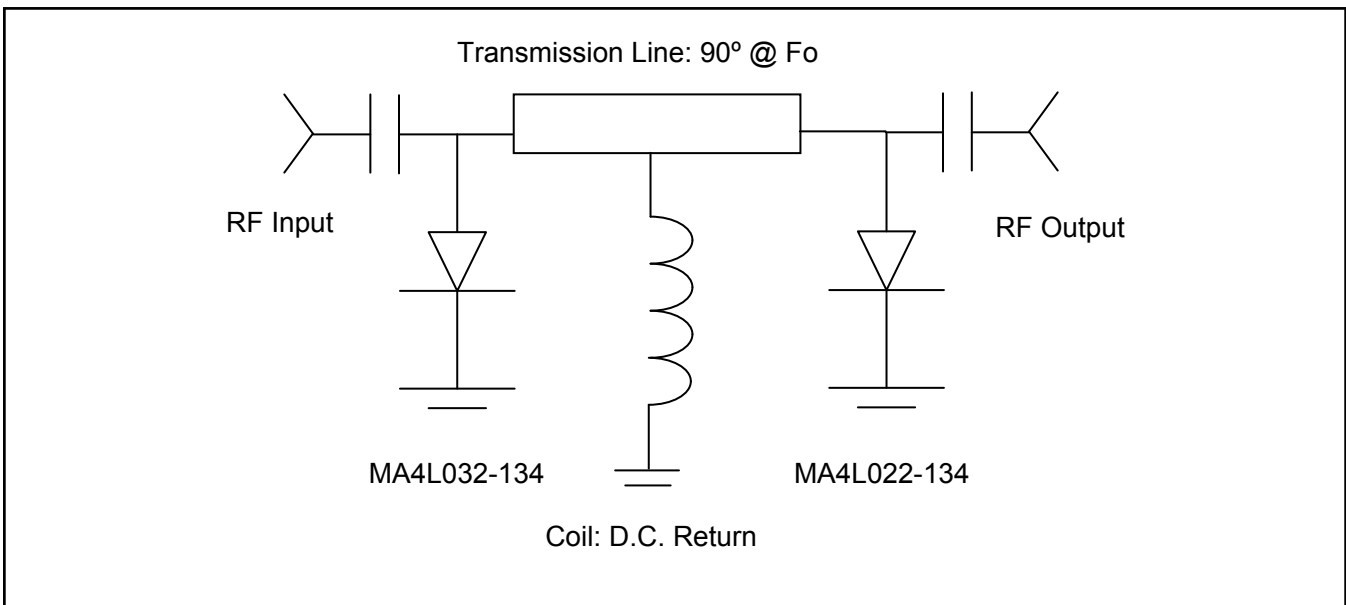 Transmission Line: 90º @ Fo
RF Input
RF Output
MA4L032-134
MA4L022-134
Coil: D.C. Return